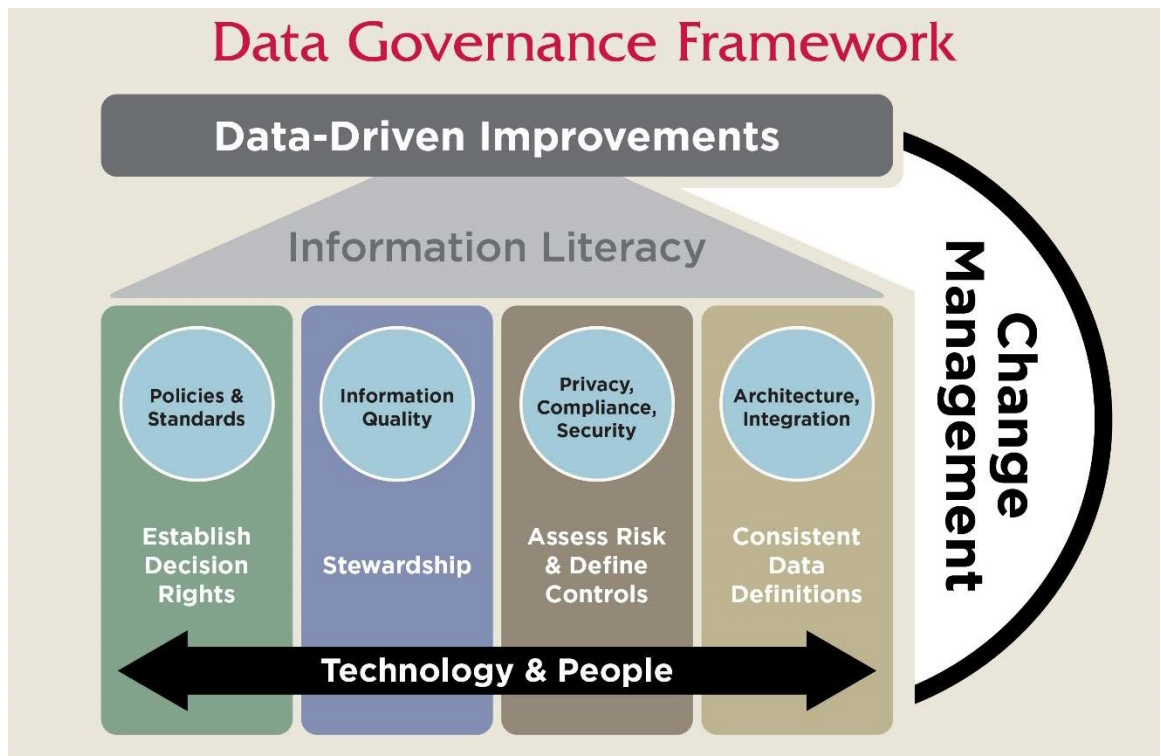 Data Governance Framework
Data-Driven Improvements
Information Literacy
Policies &
Standards
Information
Quality
Privacy,
Compliance,
Security
Architecture,
Integration
Establish
Decision
Rights
Stewardship
Assess Risk
& Define
Controls
Consistent
Data
Definitions
Technology & People
Change
Management